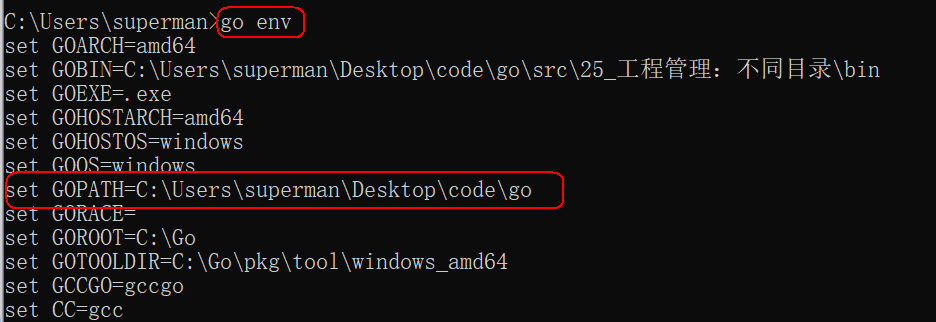 C:\Users\superman>go env
set GOARCH=amd64
set GOBIN=C:\Users\superman\Desktop\code\go\src\25_工程管理：不同目录\bin
set GOEXE=.exe
set GOHOSTARCH=amd64
set GOHOSTOS=windows
set GOOS=windows
set GOPATH=C:\Users\superman\Desktop\code\go
set GORACE=
set GOROOT=C:\Go
set GOTOOLDIR=C:\Go\pkg\tool\windows_amd64
set GCCGO=gccgo
set CC=gcc